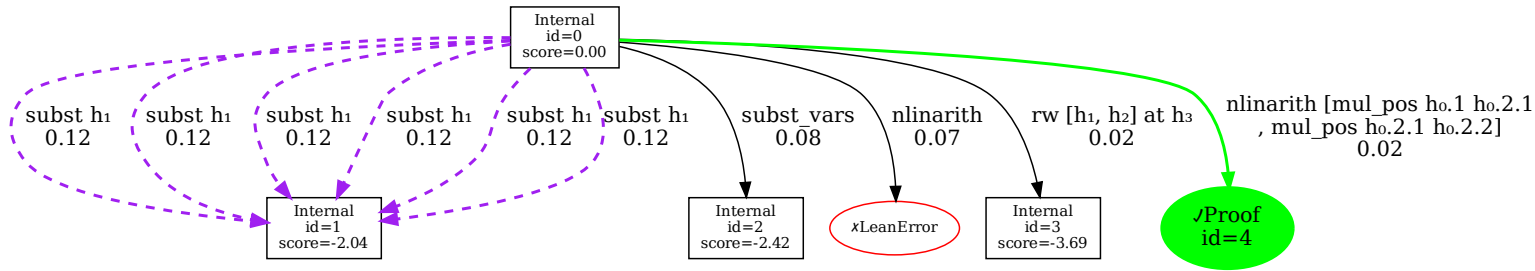 Internal
id=0
score=0.00
subst h₁
0.12
subst h₁
0.12
subst h₁
0.12
subst h₁
0.12
subst h₁
0.12
subst h₁
0.12
subst_vars
0.08
nlinarith
0.07
rw [h₁, h₂] at h₃
0.02
nlinarith [mul_pos h₀.1 h₀.2.1
, mul_pos h₀.2.1 h₀.2.2]
0.02
Internal
id=1
score=-2.04
Internal
id=2
score=-2.42
✗LeanError
Internal
id=3
score=-3.69
✓Proof
id=4